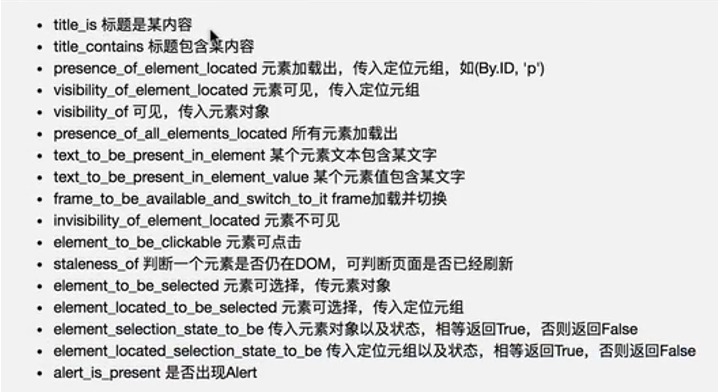 • title_is 标题是某内容
• title_contains 标题包含某内容
• presence_of_element_located 元素加载出，传入定位元组，如(By.ID, 'p')
• visibility_of_element_located 元素可见，传入定位元组
• visibility_of 可见，传入元素对象
• presence_of_all_elements_located 所有元素加载出
• text_to_be_present_in_element 某个元素文本包含某文字
• text_to_be_present_in_element_value 某个元素值包含某文字
• frame_to_be_available_and_switch_to_it frame加载并切换
• invisibility_of_element_located 元素不可见
• element_to_be_clickable 元素可点击
• staleness_of 判断一个元素是否仍在DOM，可判断页面是否已经刷新
• element_to_be_selected 元素可选择，传元素对象
• element_located_to_be_selected 元素可选择，传入定位元组
• element_selection_state_to_be 传入元素对象以及状态，相等返回True，否则返回False
• element_located_selection_state_to_be 传入定位元组以及状态，相等返回True，否则返回False
• alert_is_present 是否出现Alert